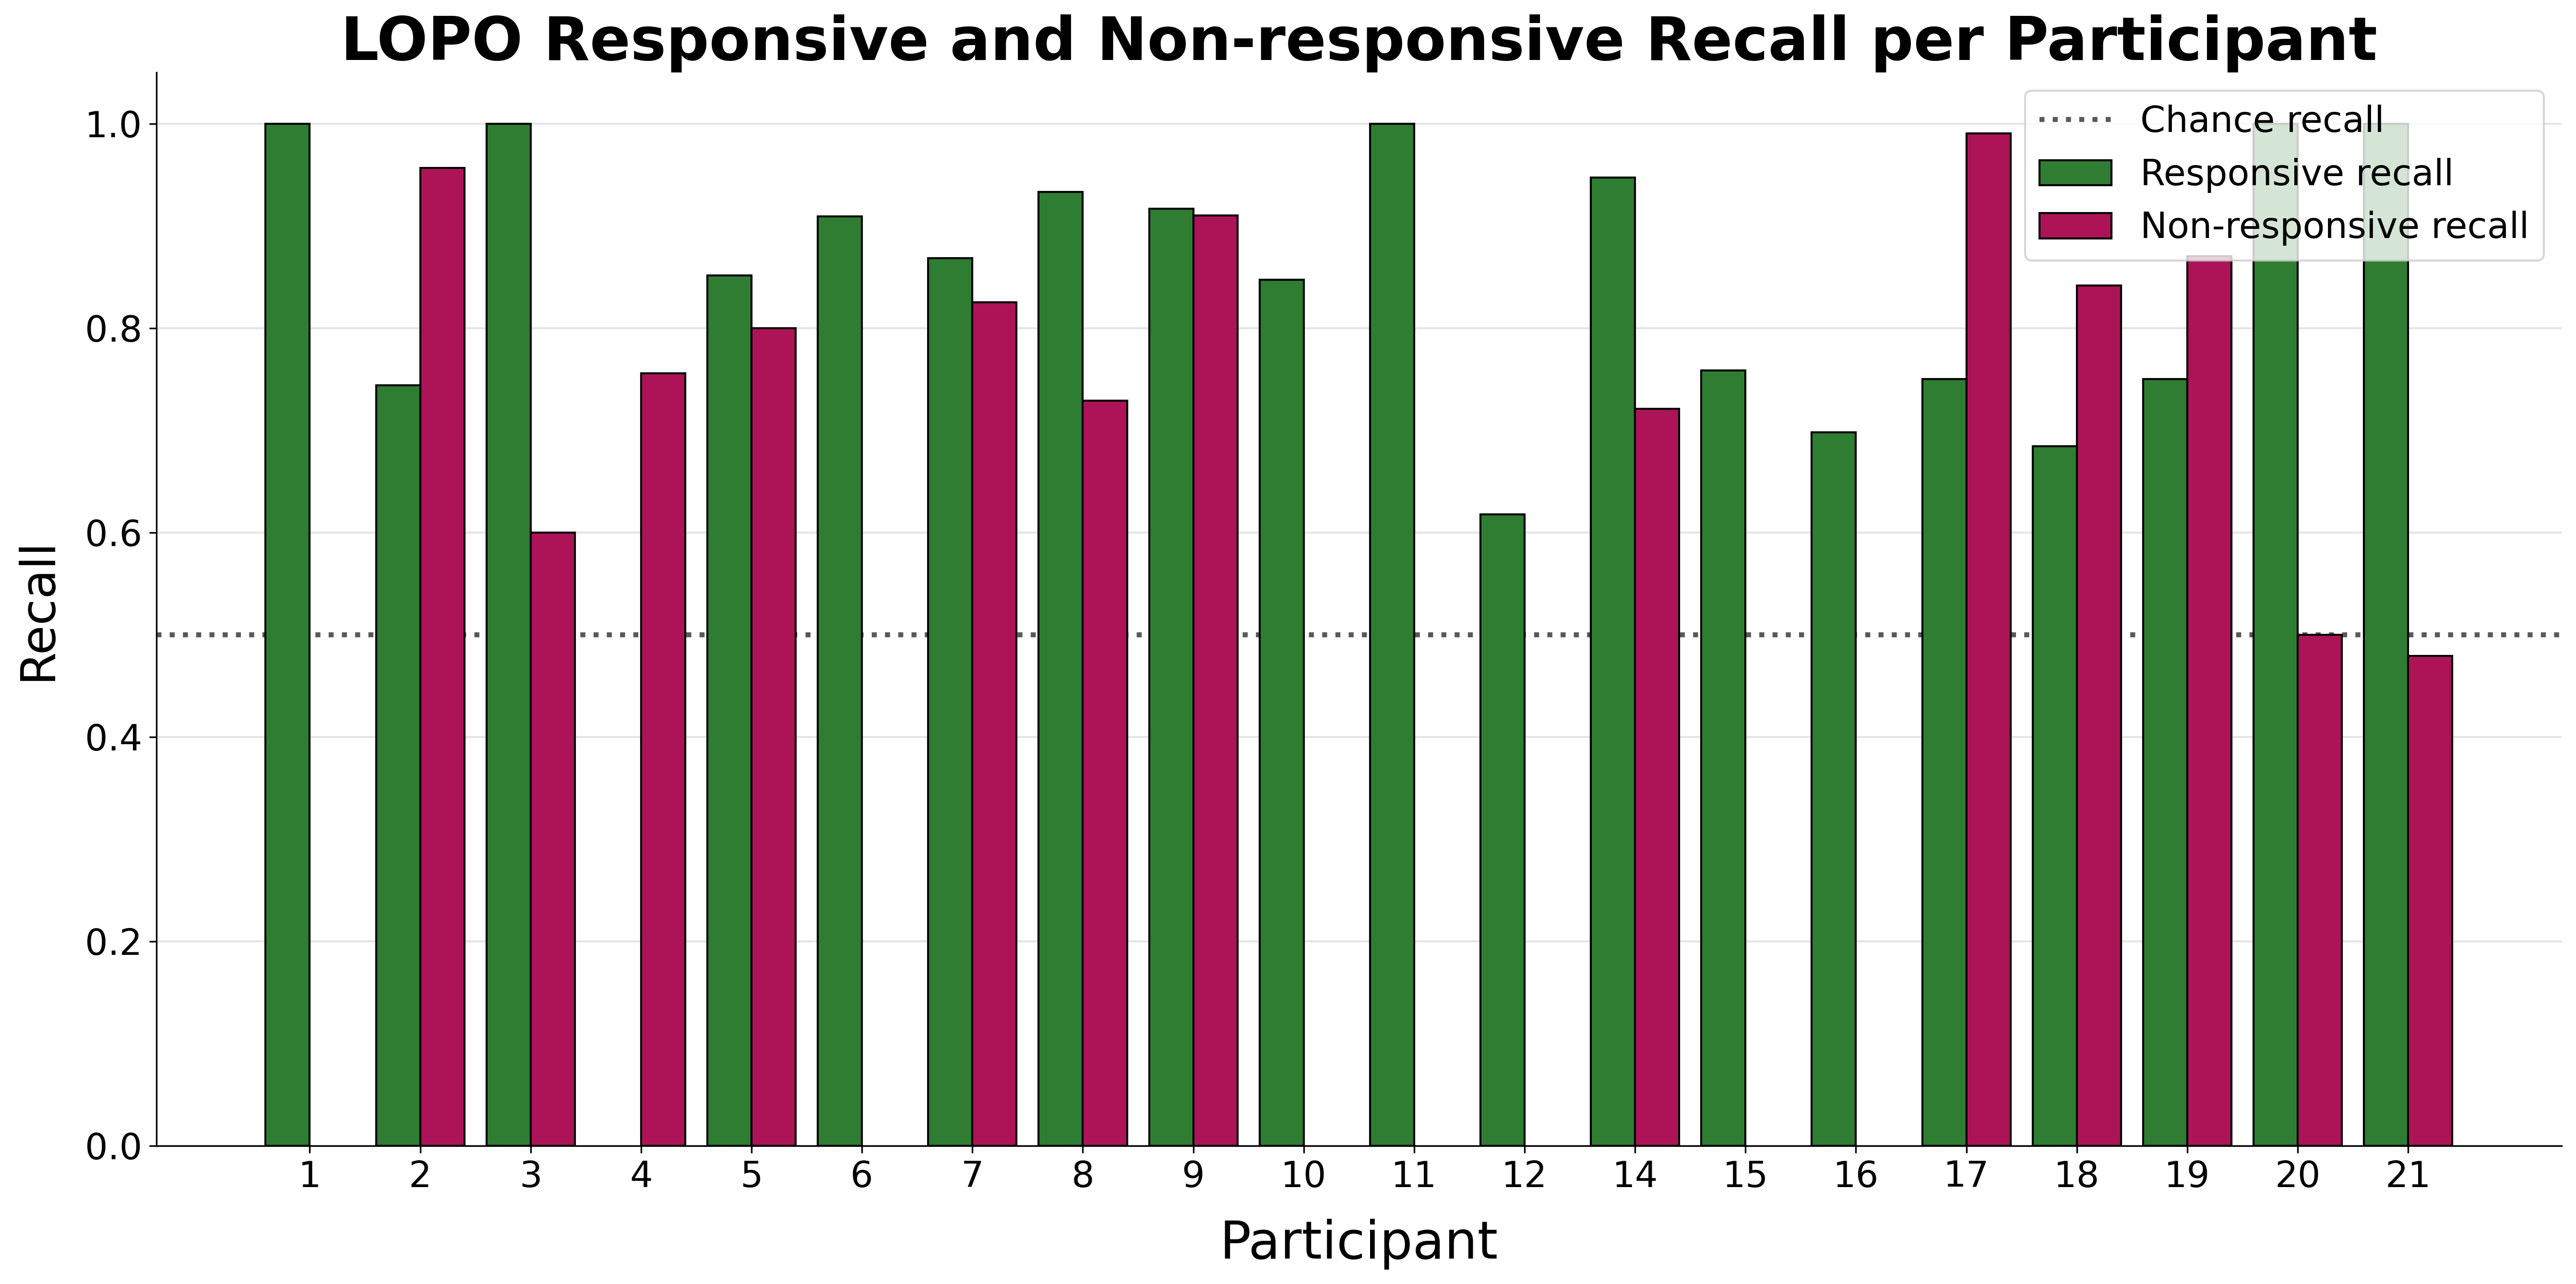 LOPO Responsive and Non-responsive Recall per Participant
Chance recall
Responsive recall
Non-responsive recall
Recall
1.0
0.8
0.6
0.4
0.2
0.0
1 2 3 4 5 6 7 8 9 10 11 12 14 15 16 17 18 19 20 21
Participant